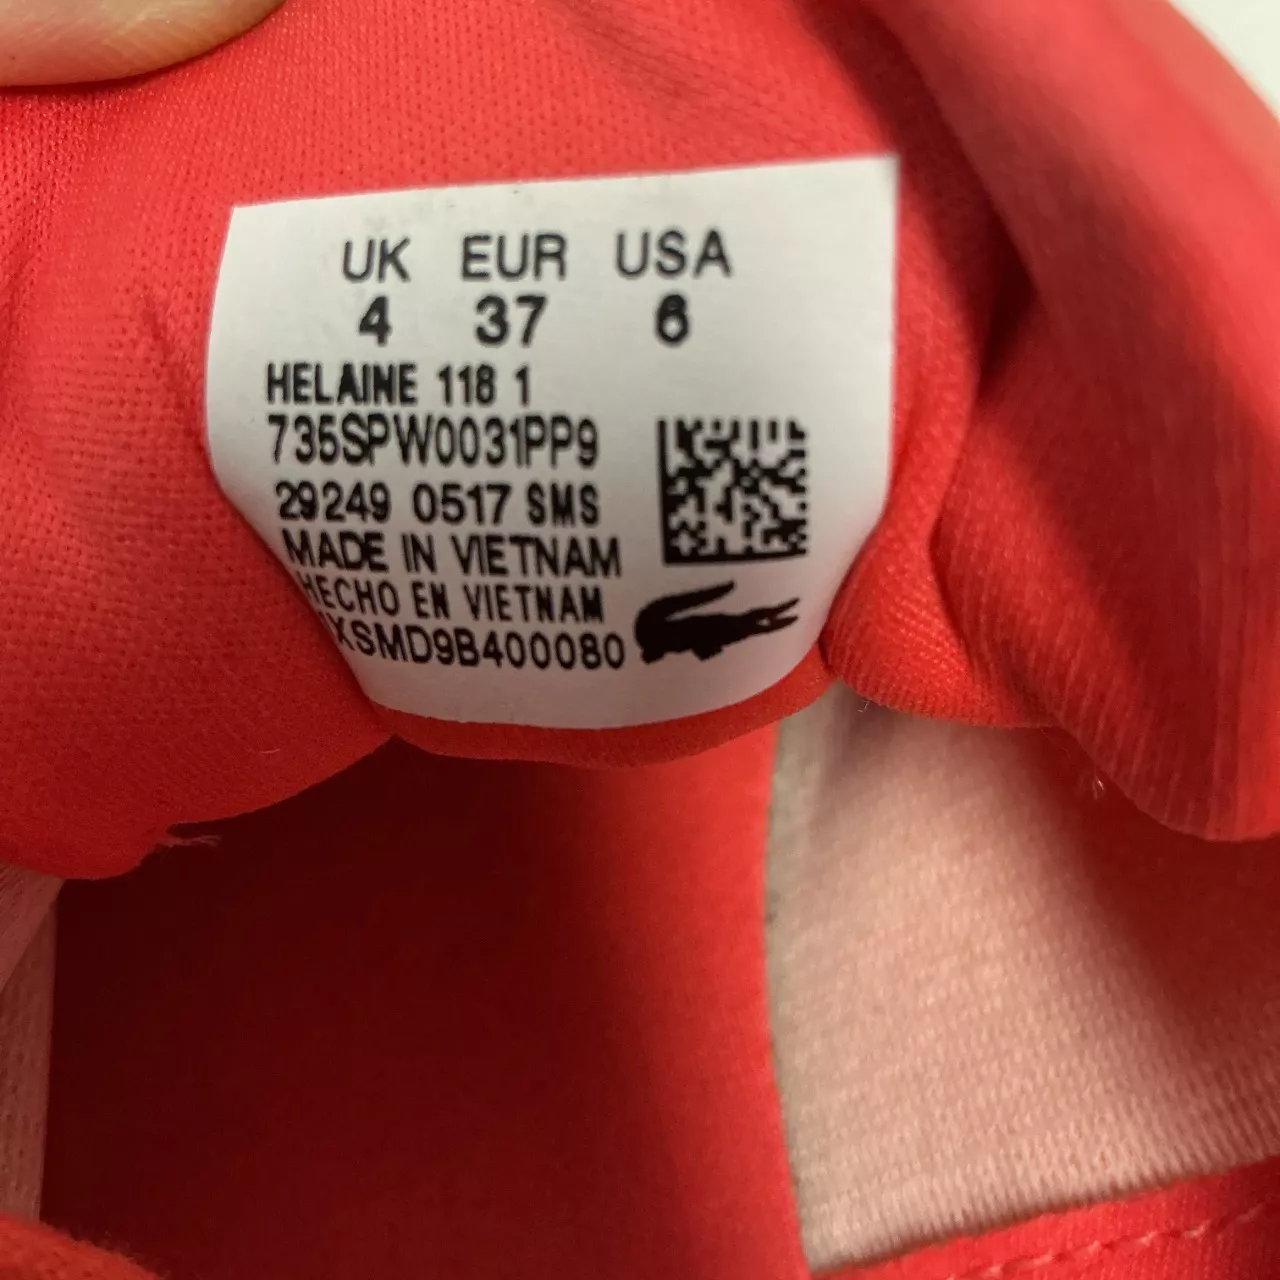 UK EUR USA
4 37 6
HELAINE 118 1
735SPW0031PP9
29249 0517 SMS
MADE IN VIETNAM
HECHO EN VIETNAM